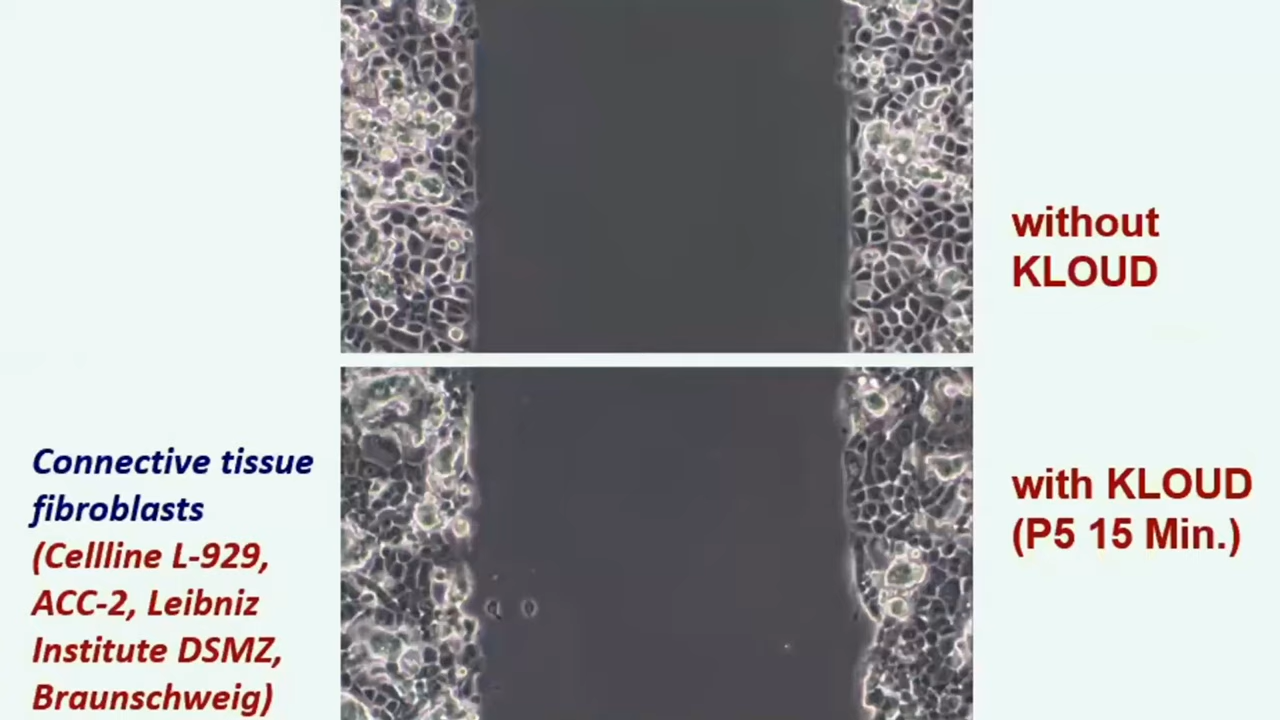 without
KLOUD
Connective tissue
fibroblasts
(Cellline L-929,
ACC-2, Leibniz
Institute DSMZ,
Braunschweig)
with KLOUD
(P5 15 Min.)